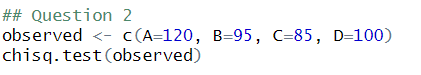 ## Question 2
observed <- c(A=120, B=95, C=85, D=100)
chisq.test(observed)